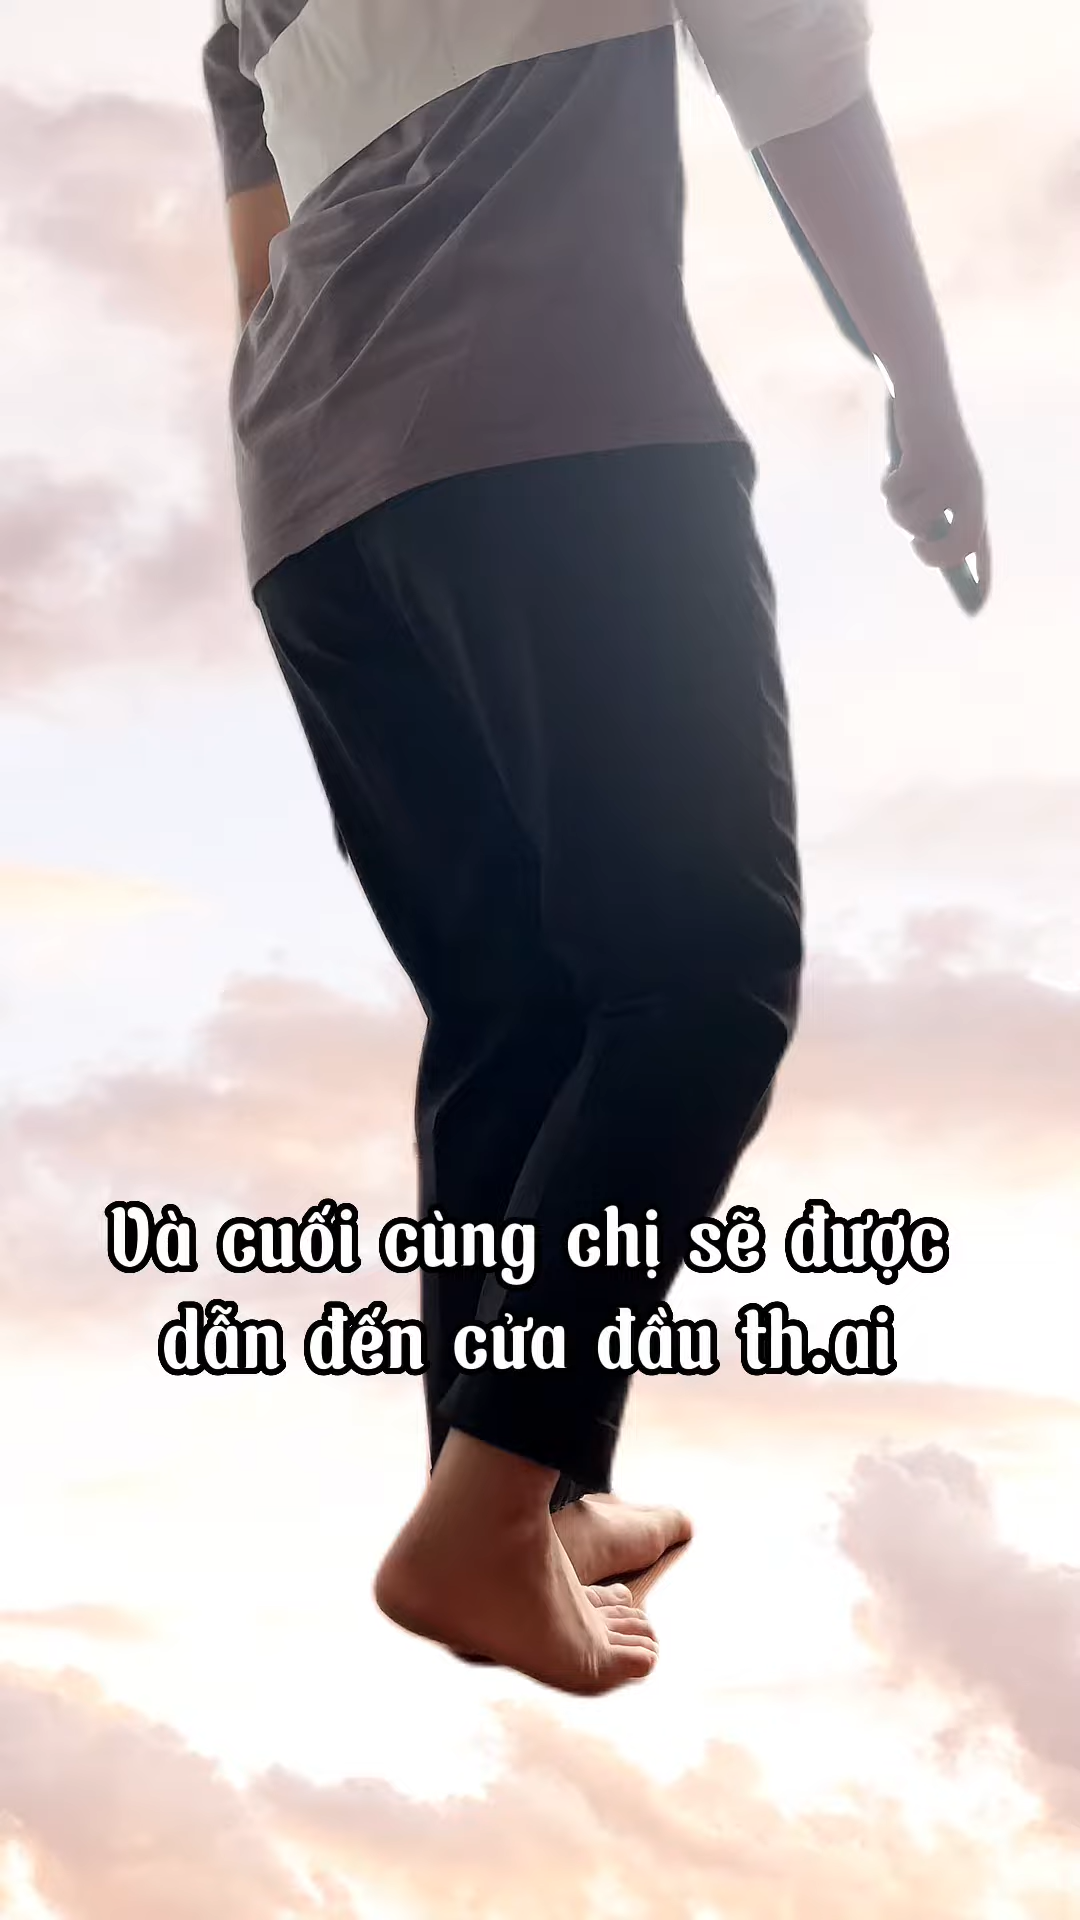 Và cuối cùng chị sẽ được
dẫn đến cửa đầu th.ai